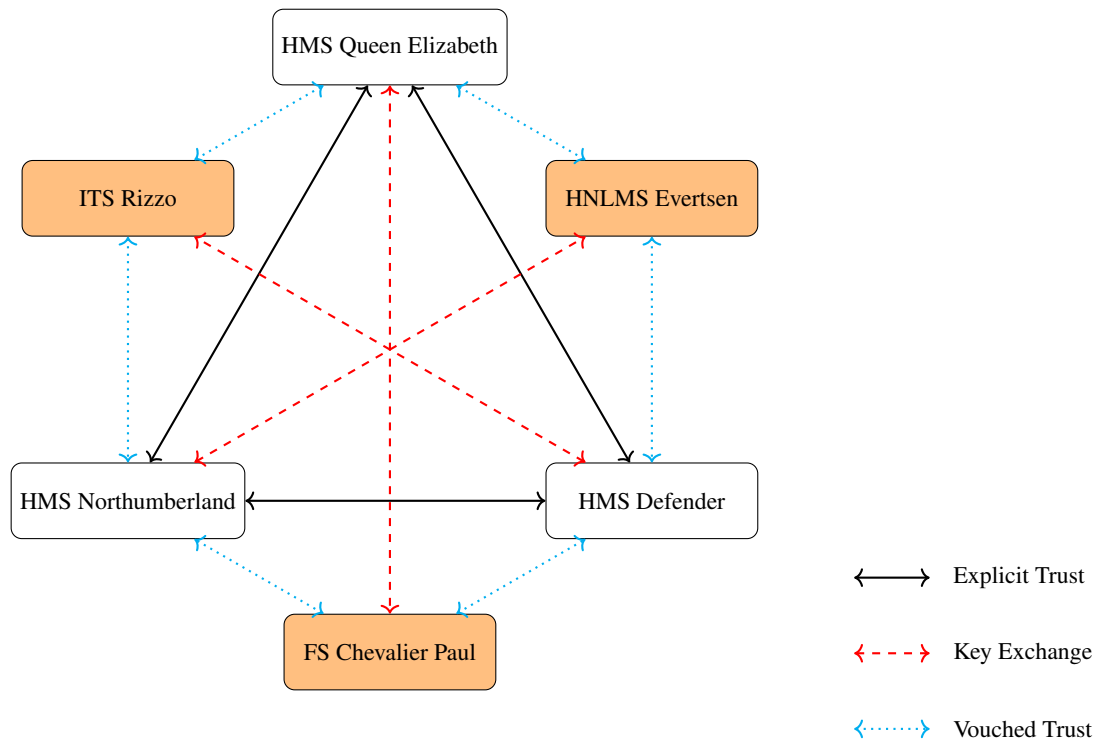 HMS Queen Elizabeth
ITS Rizzo
HNLMS Evertsen
HMS Northumberland
HMS Defender
FS Chevalier Paul
Explicit Trust
Key Exchange
Vouched Trust